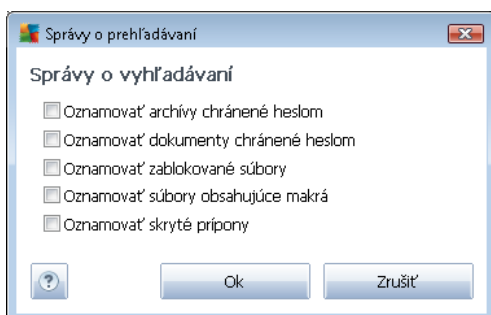 Správy o prehľadávaní
Správy o vyhľadávaní
Oznamovať archívy chránené heslom
Oznamovať dokumenty chránené heslom
Oznamovať zablokované súbory
Oznamovať súbory obsahujúce makrá
Oznamovať skryté prípony
? Ok Zrušiť